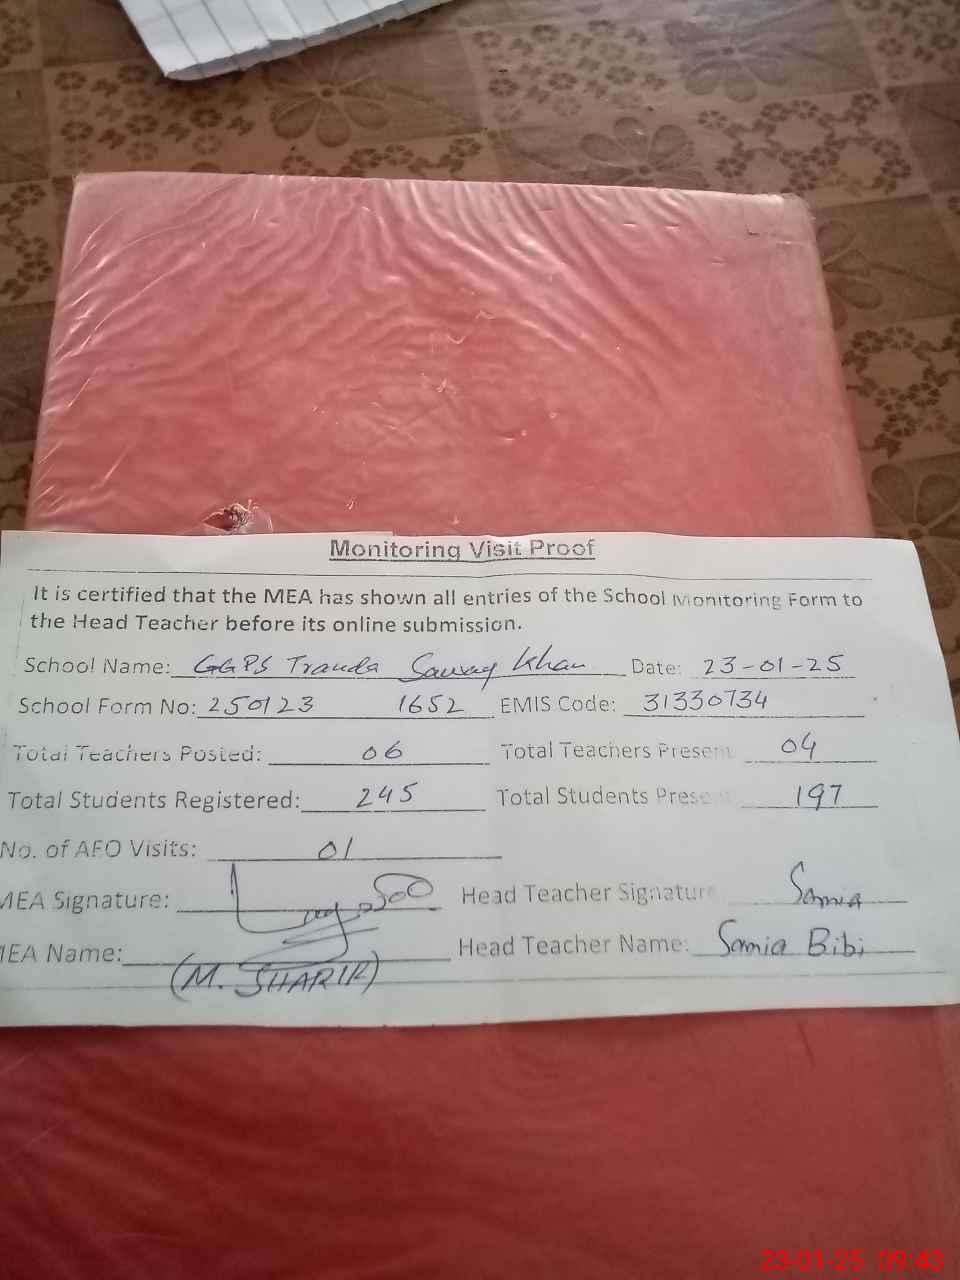 Monitoring Visit Proof
It is certified that the MEA has shown all entries of the School Monitoring Form to
the Head Teacher before its online submission.
School Name: GGPS Tranda Saway Khan Date: 23-01-25
School Form No: 250123 1652 EMIS Code: 31330734
Total Teachers Posted: 06 Total Teachers Present 04
Total Students Registered: 245 Total Students Present 197
No. of AEO Visits: 01
MEA Signature: Head Teacher Signature Samia
MEA Name: Head Teacher Name: Samia Bibi
(M. SHARIF)
23-01-25 09:43